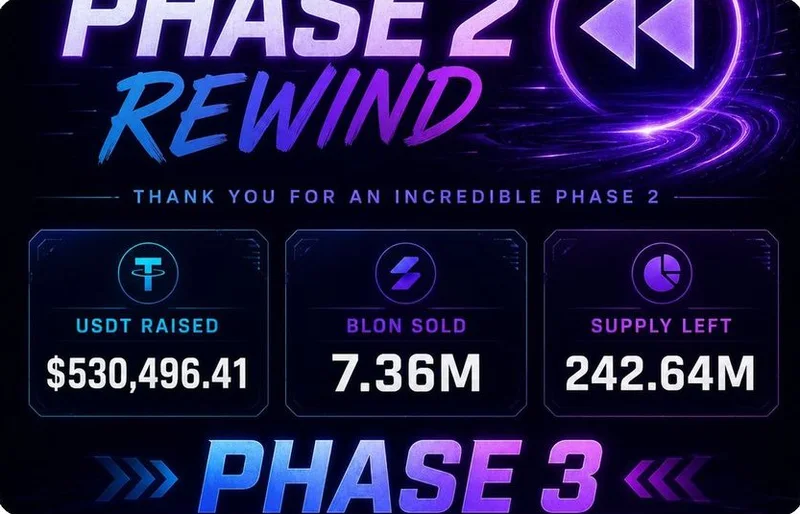 PHASE 2
REWIND
THANK YOU FOR AN INCREDIBLE PHASE 2
USDT RAISED
$530,496.41
BLON SOLD
7.36M
SUPPLY LEFT
242.64M
PHASE 3